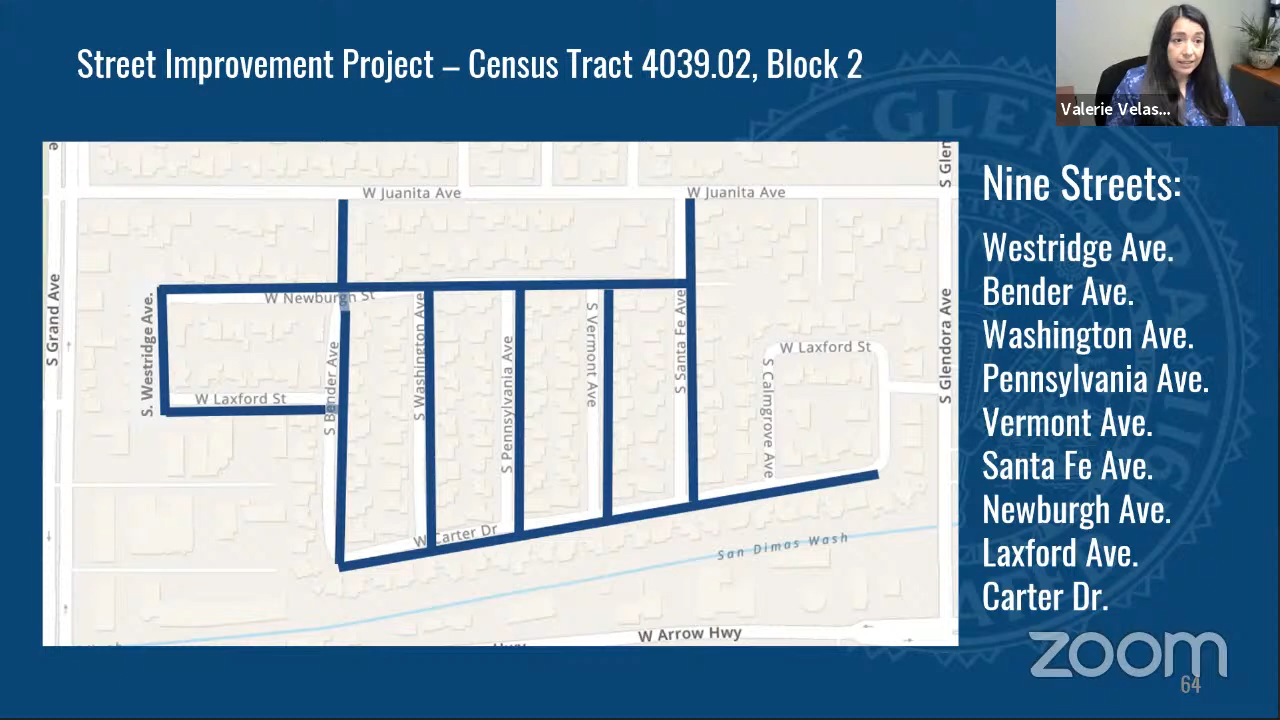 Street Improvement Project – Census Tract 4039.02, Block 2
Valerie Velas...
GLENDORA
Nine Streets:
Westridge Ave.
Bender Ave.
Washington Ave.
Pennsylvania Ave.
Vermont Ave.
Santa Fe Ave.
Newburgh Ave.
Laxford Ave.
Carter Dr.
W Juanita Ave
W Juanita Ave
S Glen
S Grand Ave
S. Westridge Ave.
W Newburgh St
W Laxford St
S Bender Ave
S Washington Ave
S Pennsylvania Ave
S Vermont Ave
S Santa Fe Ave
S Calmgrove Ave
W Laxford St
S Glendora Ave
W Carter Dr
San Dimas Wash
W Arrow Hwy
Hwy
zoom
64